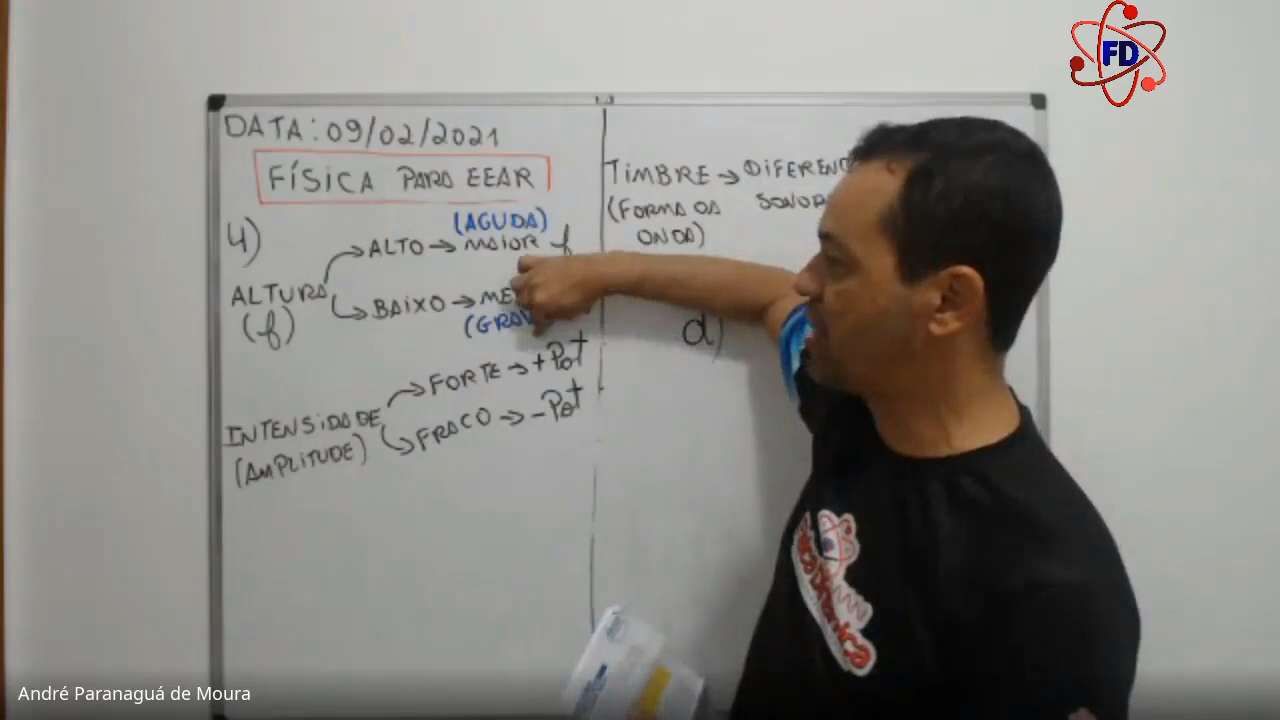 DATA: 09/02/2021
FÍSICA PARA EEAR
4)
(AGUDA)
ALTO → MAIOR f
ALTURA
(f)
BAIXO →
INTENSIDADE
(AMPLITUDE)
FORTE → + Pot
FRACO → - Pot
TIMBRE →
(FORMA DA
ONDA)
d)
FD
André Paranaguá de Moura